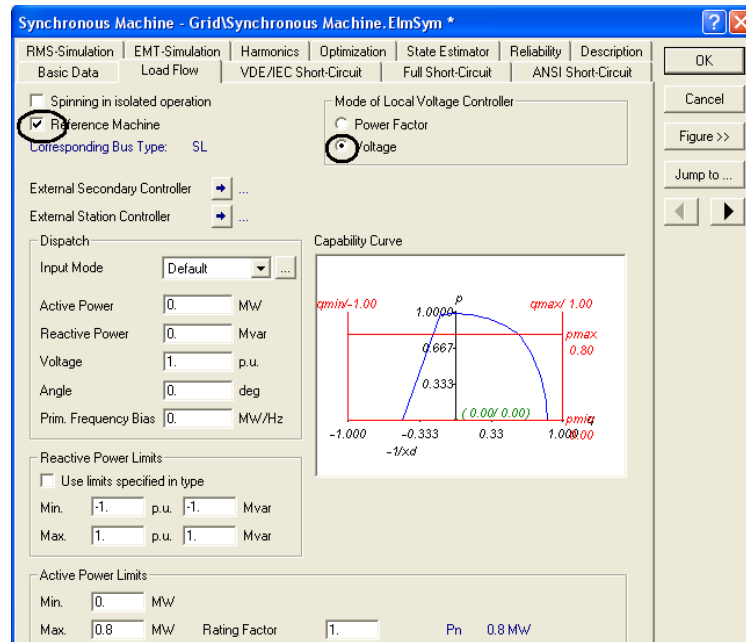 Synchronous Machine - Grid\Synchronous Machine.ElmSym *
RMS-Simulation EMT-Simulation Harmonics Optimization State Estimator Reliability Description
Basic Data Load Flow VDE/IEC Short-Circuit Full Short-Circuit ANSI Short-Circuit
OK
Cancel
Figure >>
Jump to ...
Spinning in isolated operation
Reference Machine
Corresponding Bus Type: SL
Mode of Local Voltage Controller
Power Factor
Voltage
External Secondary Controller ...
External Station Controller ...
Dispatch
Input Mode Default ...
Active Power 0. MW
Reactive Power 0. Mvar
Voltage 1. p.u.
Angle 0. deg
Prim. Frequency Bias 0. MW/Hz
Capability Curve
qmin/-1.00 p qmax/ 1.00
1.0000
pmax
0.667 0.80
0.333
( 0.00/ 0.00) pmin q
-1.000 -0.333 0.33 1.000 0.00
-1/xd
Reactive Power Limits
Use limits specified in type
Min. -1. p.u. -1. Mvar
Max. 1. p.u. 1. Mvar
Active Power Limits
Min. 0. MW
Max. 0.8 MW Rating Factor 1. Pn 0.8 MW